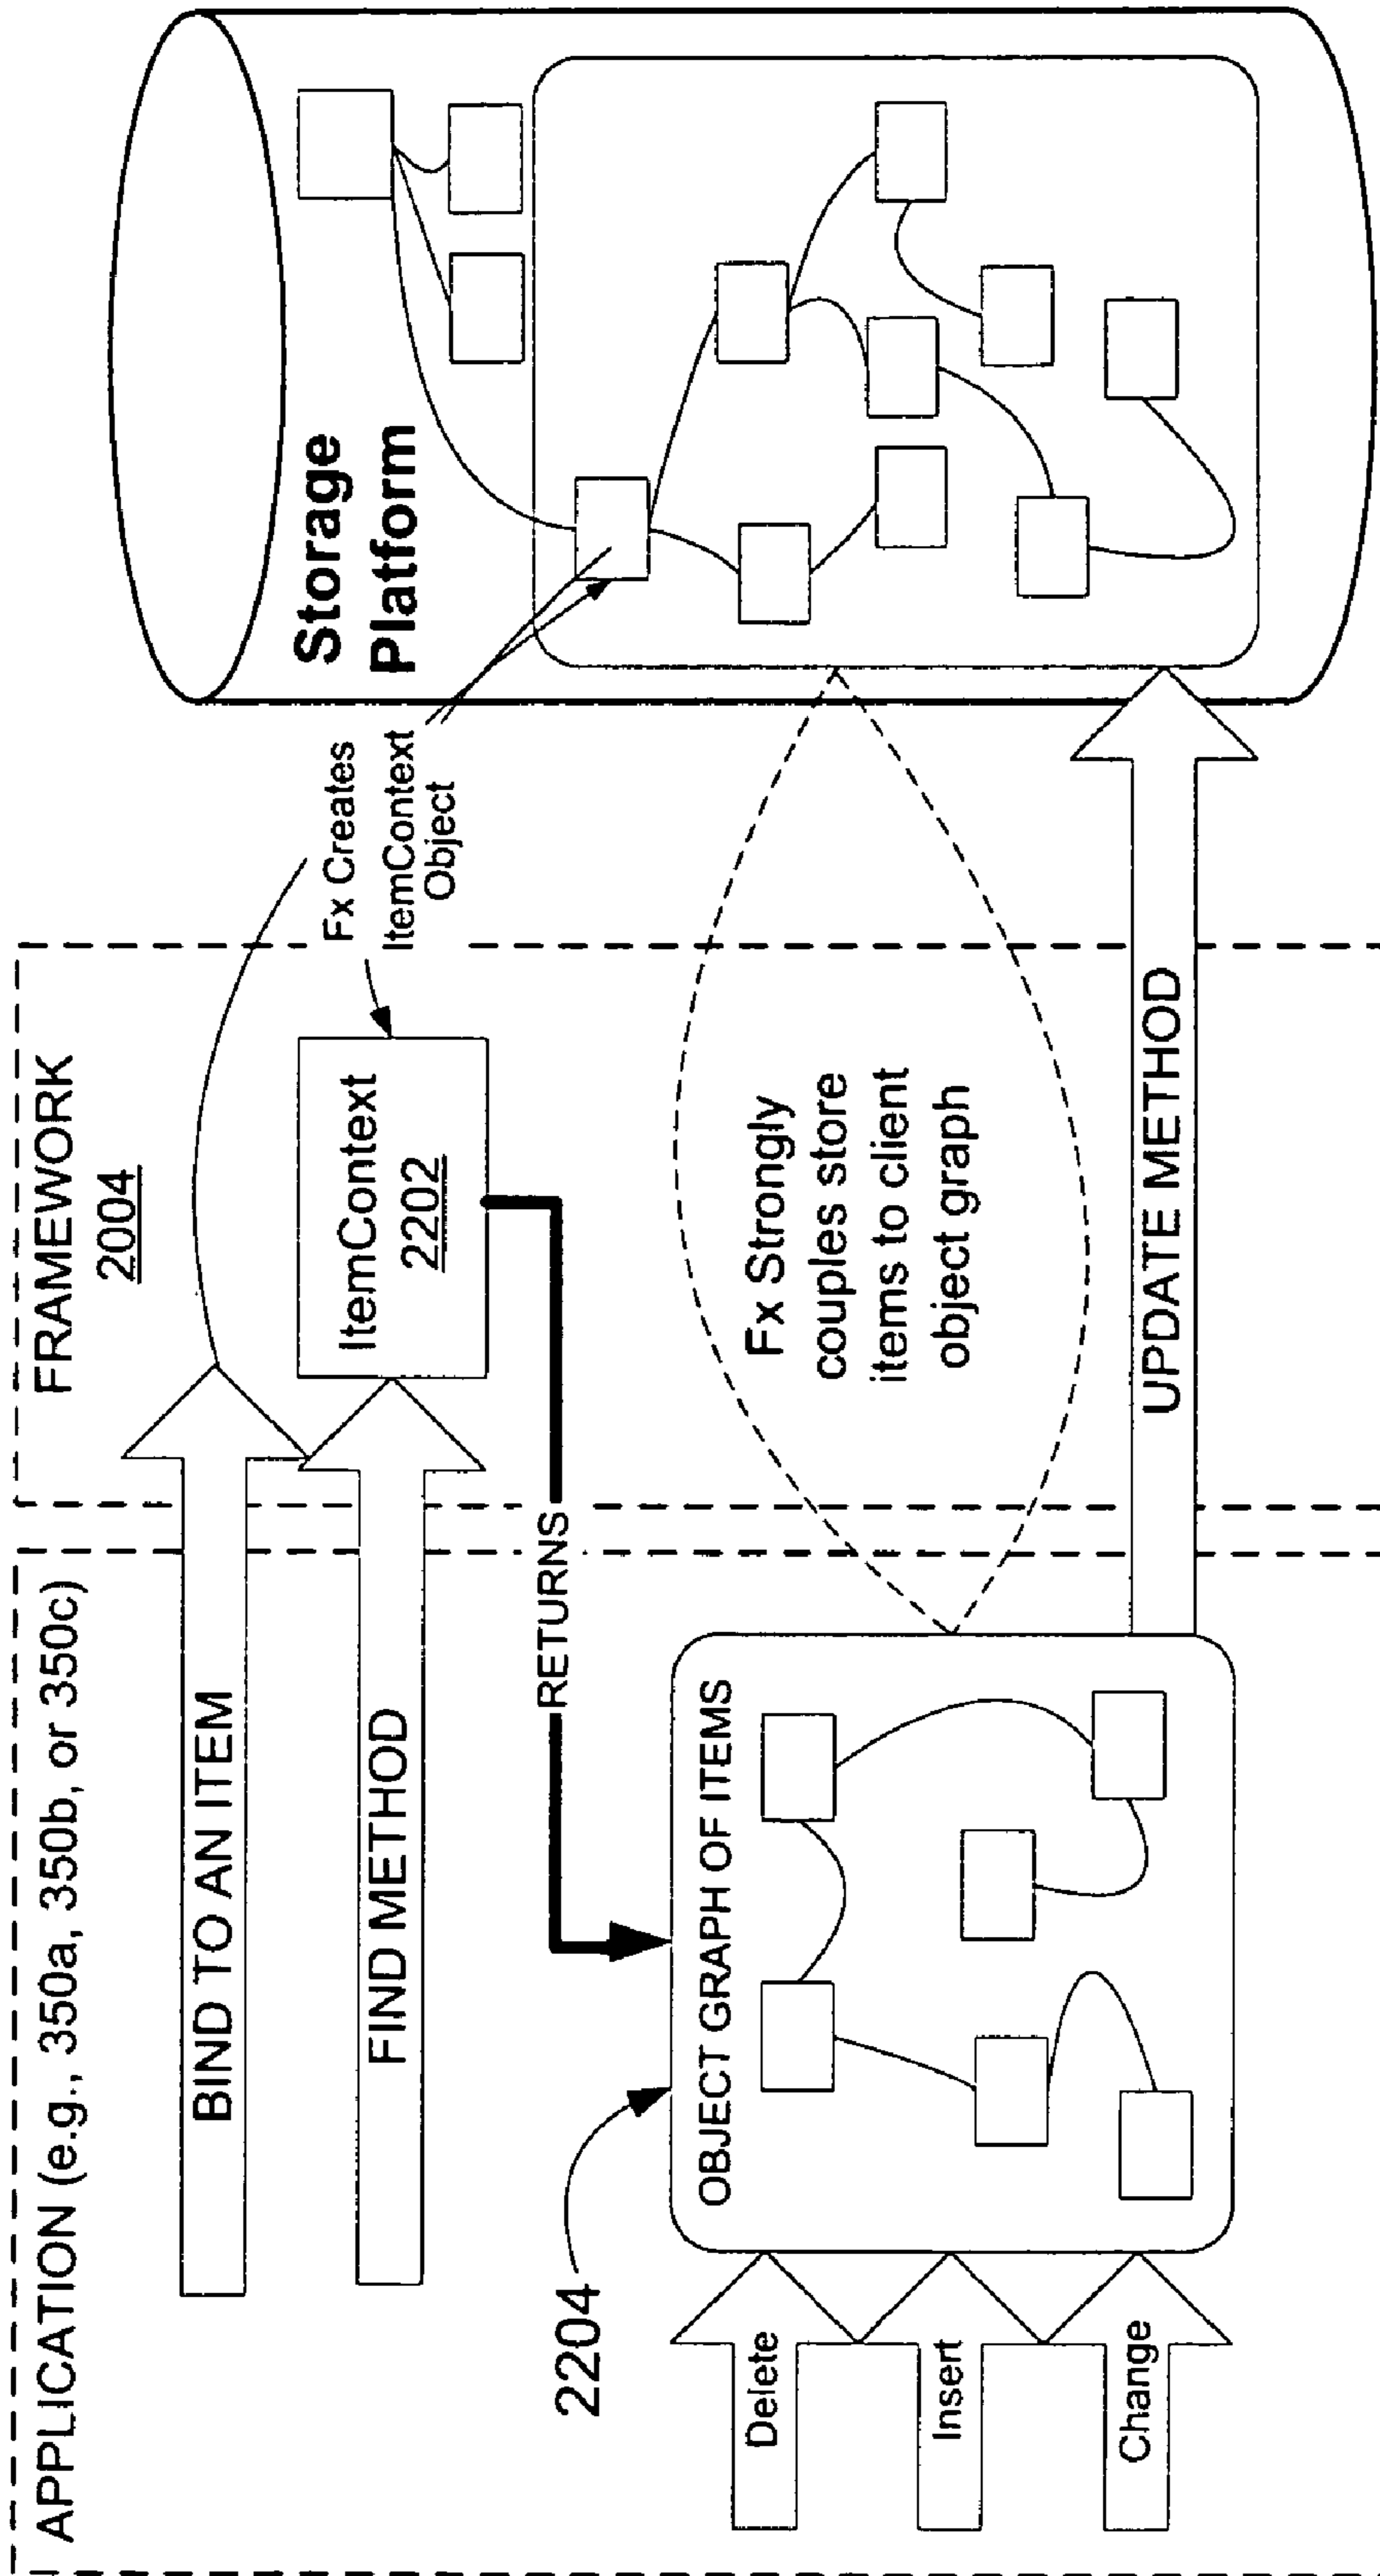 APPLICATION (e.g., 350a, 350b, or 350c)
BIND TO AN ITEM
FIND METHOD
RETURNS
2204
OBJECT GRAPH OF ITEMS
Delete
Insert
Change
FRAMEWORK
2004
ItemContext
2202
Fx Creates
ItemContext
Object
Fx Strongly
couples store
items to client
object graph
UPDATE METHOD
Storage
Platform